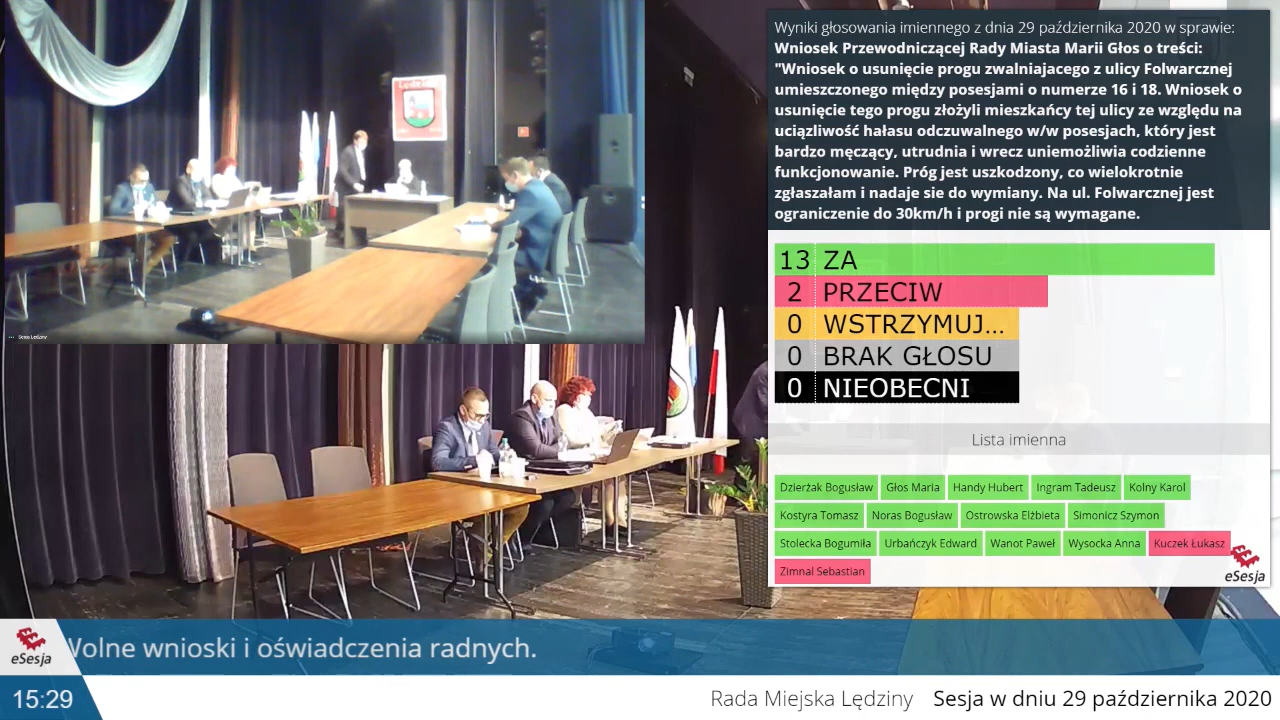 Wyniki głosowania imiennego z dnia 29 października 2020 w sprawie:
Wniosek Przewodniczącej Rady Miasta Marii Głos o treści:
"Wniosek o usunięcie progu zwalniajacego z ulicy Folwarcznej
umieszczonego między posesjami o numerze 16 i 18. Wniosek o
usunięcie tego progu złożyli mieszkańcy tej ulicy ze względu na
uciązliwość hałasu odczuwalnego w/w posesjach, który jest
bardzo męczący, utrudnia i wrecz uniemożliwia codzienne
funkcjonowanie. Próg jest uszkodzony, co wielokrotnie
zgłaszałam i nadaje sie do wymiany. Na ul. Folwarcznej jest
ograniczenie do 30km/h i progi nie są wymagane.
13 ZA
2 PRZECIW
0 WSTRZYMUJ...
0 BRAK GŁOSU
0 NIEOBECNI
Lista imienna
Dzierżak Bogusław Głos Maria Handy Hubert Ingram Tadeusz Kolny Karol
Kostyra Tomasz Noras Bogusław Ostrowska Elżbieta Simonicz Szymon
Stolecka Bogumiła Urbańczyk Edward Wanot Paweł Wysocka Anna Kuczek Łukasz
Zimnal Sebastian
eSesja
Sesja Lędziny
eSesja
Wolne wnioski i oświadczenia radnych.
15:29
Rada Miejska Lędziny Sesja w dniu 29 października 2020